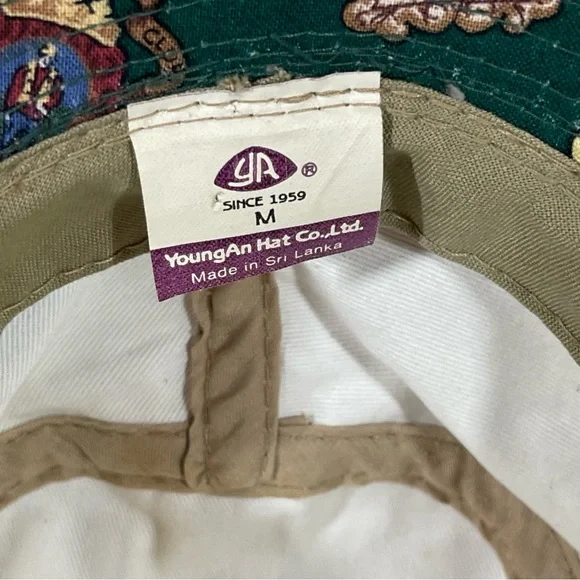 YA ®
SINCE 1959
M
YoungAn Hat Co.,Ltd.
Made in Sri Lanka